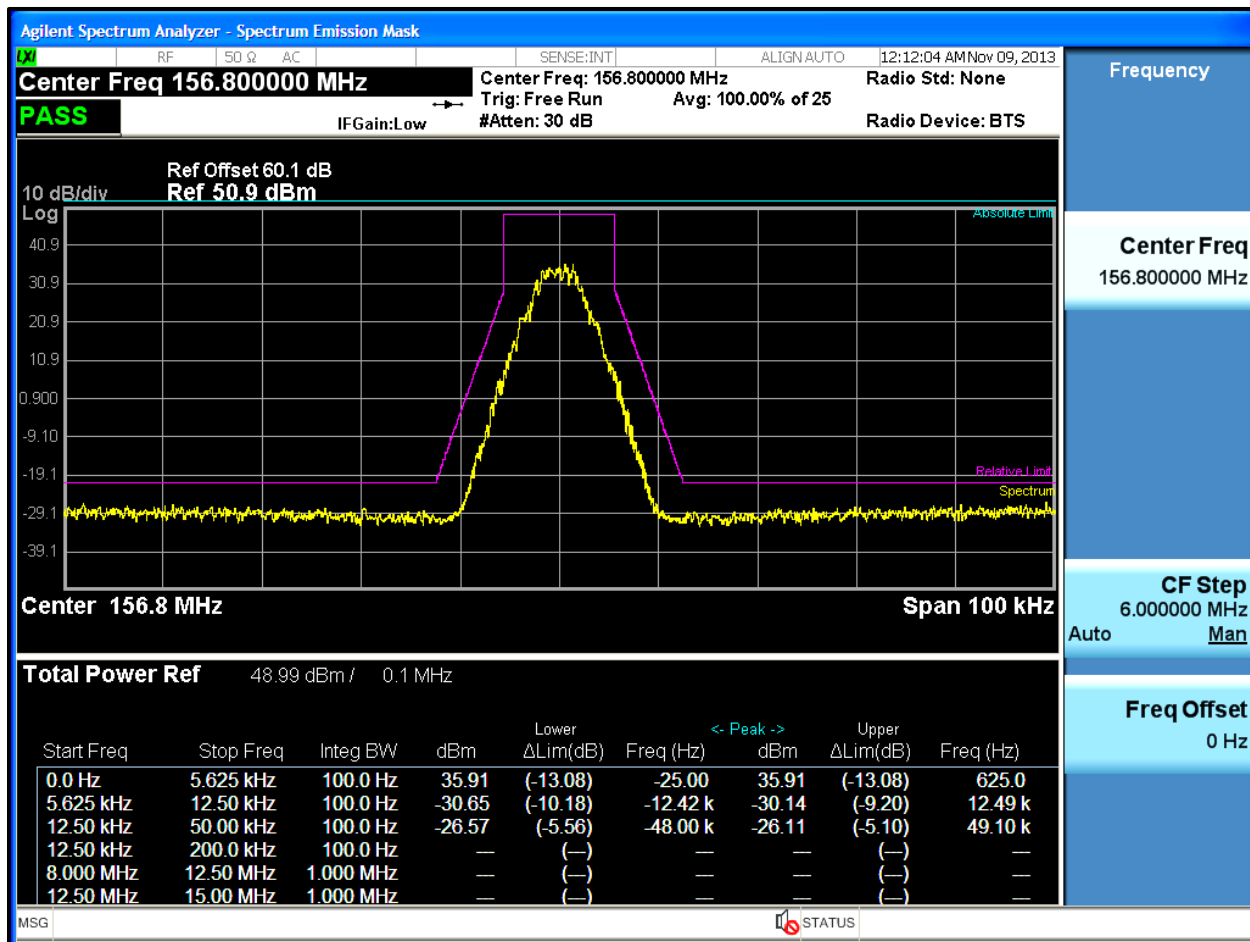 Agilent Spectrum Analyzer - Spectrum Emission Mask
LXI RF 50 Ω AC SENSE:INT ALIGN AUTO 12:12:04 AM Nov 09, 2013
Center Freq 156.800000 MHz
Center Freq: 156.800000 MHz Radio Std: None
Trig: Free Run Avg: 100.00% of 25
PASS
IFGain:Low #Atten: 30 dB Radio Device: BTS
Ref Offset 60.1 dB
10 dB/div Ref 50.9 dBm
Log
Absolute Limit
40.9
30.9
20.9
10.9
0.900
-9.10
-19.1
Relative Limit
Spectrum
-29.1
-39.1
Center 156.8 MHz Span 100 kHz
Total Power Ref 48.99 dBm / 0.1 MHz
Lower <- Peak -> Upper
Start Freq Stop Freq Integ BW dBm ΔLim(dB) Freq (Hz) dBm ΔLim(dB) Freq (Hz)
0.0 Hz 5.625 kHz 100.0 Hz 35.91 (-13.08) -25.00 35.91 (-13.08) 625.0
5.625 kHz 12.50 kHz 100.0 Hz -30.65 (-10.18) -12.42 k -30.14 (-9.20) 12.49 k
12.50 kHz 50.00 kHz 100.0 Hz -26.57 (-5.56) -48.00 k -26.11 (-5.10) 49.10 k
12.50 kHz 200.0 kHz 100.0 Hz --- (---) --- --- (---) ---
8.000 MHz 12.50 MHz 1.000 MHz --- (---) --- --- (---) ---
12.50 MHz 15.00 MHz 1.000 MHz --- (---) --- --- (---) ---
MSG STATUS
Frequency
Center Freq
156.800000 MHz
CF Step
6.000000 MHz
Auto Man
Freq Offset
0 Hz